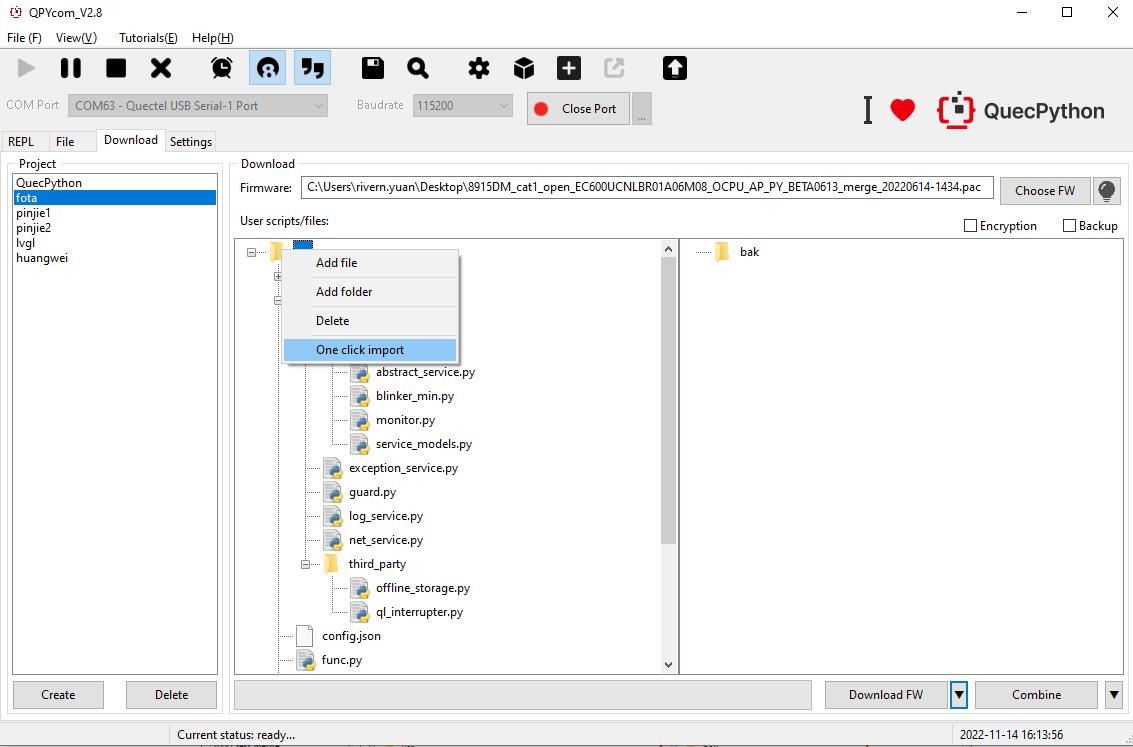 QPYcom_V2.8
File (F) View(V) Tutorials(E) Help(H)
COM Port COM63 - Quectel USB Serial-1 Port Baudrate 115200 Close Port ...
I QuecPython
REPL File Download Settings
Project
QuecPython
fota
pinjie1
pinjie2
lvgl
huangwei
Create Delete
Download
Firmware: C:\Users\rivern.yuan\Desktop\8915DM_cat1_open_EC600UCNLBR01A06M08_OCPU_AP_PY_BETA0613_merge_20220614-1434.pac Choose FW
User scripts/files: Encryption Backup
Add file
Add folder
Delete
One click import
abstract_service.py
blinker_min.py
monitor.py
service_models.py
exception_service.py
guard.py
log_service.py
net_service.py
third_party
offline_storage.py
ql_interrupter.py
config.json
func.py
bak
Download FW Combine
Current status: ready... 2022-11-14 16:13:56